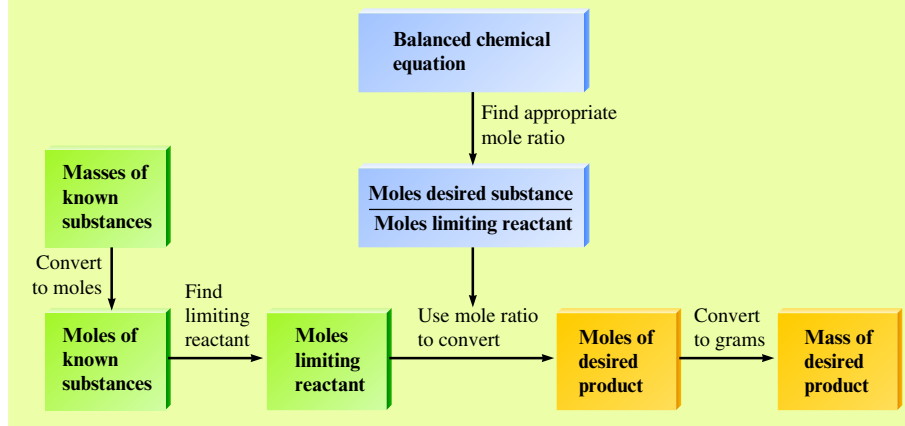 Balanced chemical
equation
Find appropriate
mole ratio
Masses of
known
substances
Moles desired substance
Moles limiting reactant
Convert
to moles
Moles of
known
substances
Find
limiting
reactant
Moles
limiting
reactant
Use mole ratio
to convert
Moles of
desired
product
Convert
to grams
Mass of
desired
product